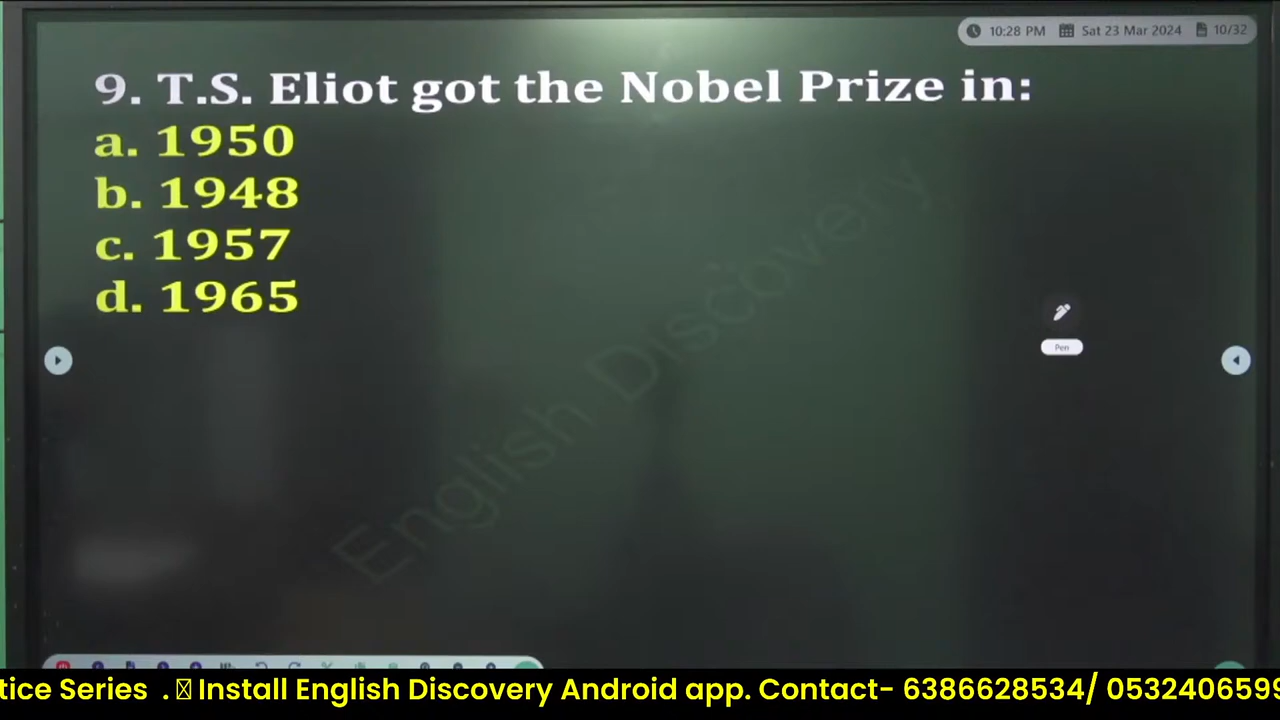 10:28 PM Sat 23 Mar 2024 10/32
9. T.S. Eliot got the Nobel Prize in:
a. 1950
b. 1948
c. 1957
d. 1965
Pen
English Discovery
tice Series . Install English Discovery Android app. Contact- 6386628534/ 0532406599